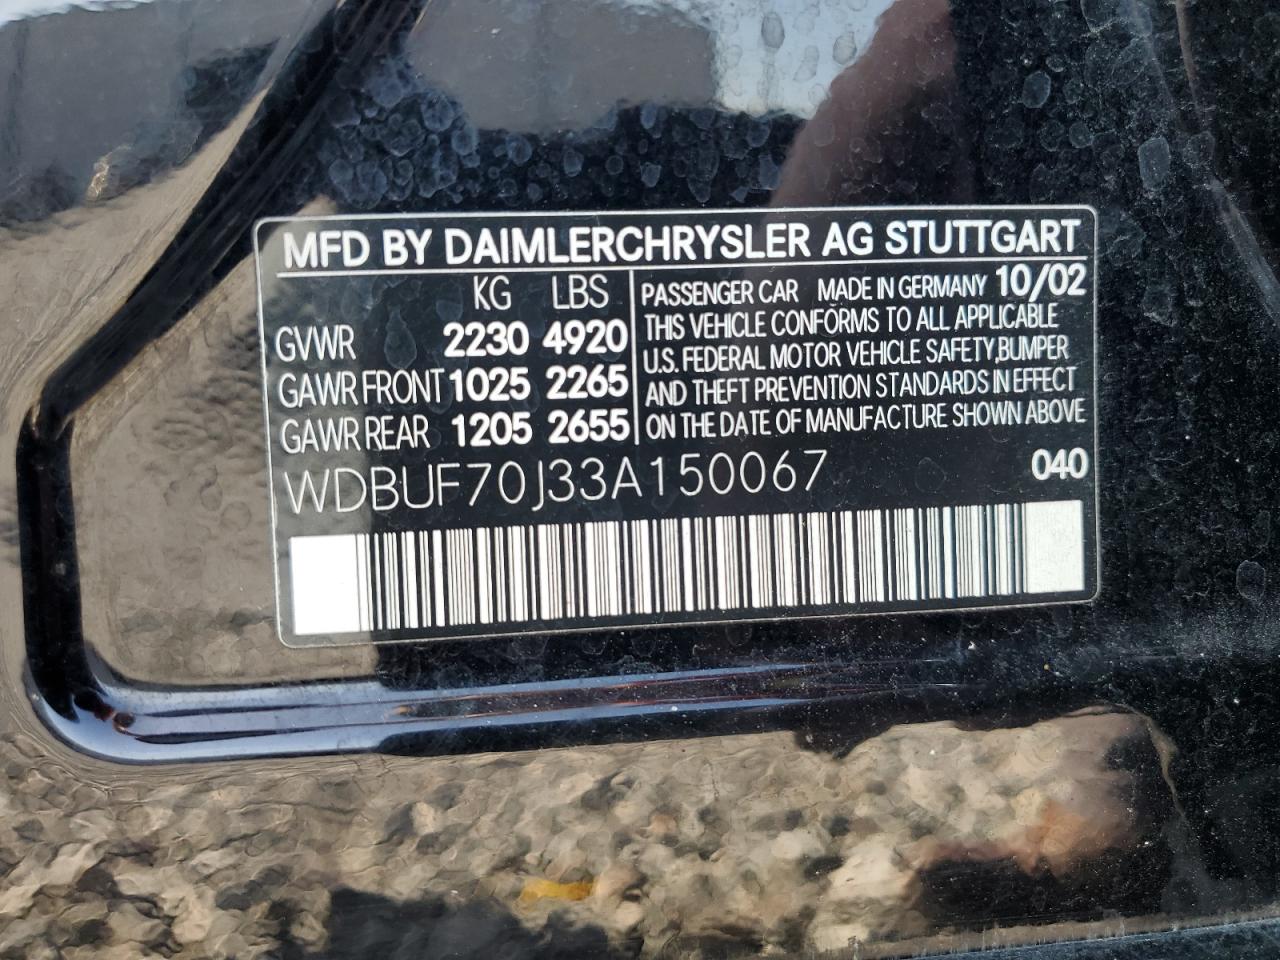 MFD BY DAIMLERCHRYSLER AG STUTTGART
KG LBS
GVWR 2230 4920
GAWR FRONT 1025 2265
GAWR REAR 1205 2655
PASSENGER CAR MADE IN GERMANY 10/02
THIS VEHICLE CONFORMS TO ALL APPLICABLE
U.S. FEDERAL MOTOR VEHICLE SAFETY,BUMPER
AND THEFT PREVENTION STANDARDS IN EFFECT
ON THE DATE OF MANUFACTURE SHOWN ABOVE
WDBUF70J33A150067 040